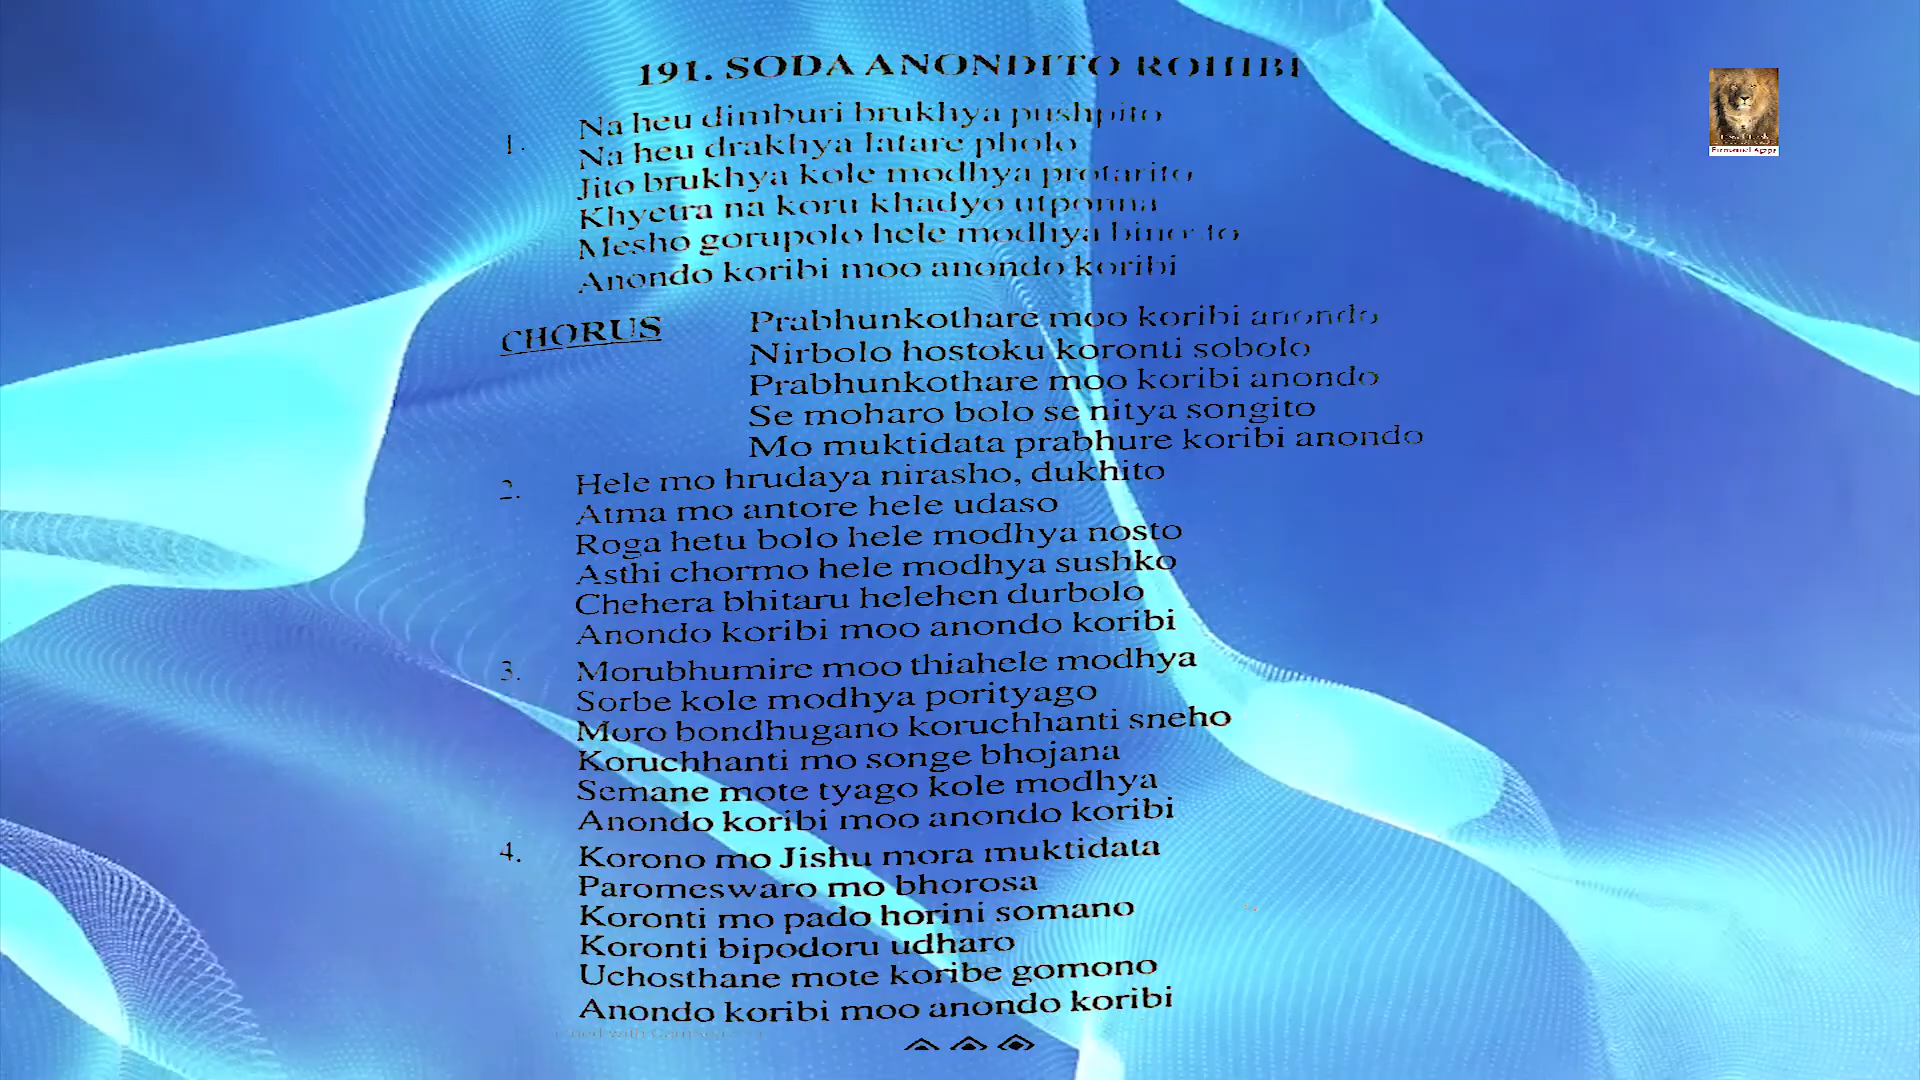 191. SODA ANONDITO ROHIBI
1. Na heu dimburi brukhya pushpito
Na heu drakhya latare pholo
Jito brukhya kole modhya protarito
Khyetra na koru khadyo utponna
Mesho gorupolo hele modhya
Anondo koribi moo anondo koribi
CHORUS Prabhunkothare moo koribi anondo
Nirbolo hostoku koronti sobolo
Prabhunkothare moo koribi anondo
Se moharo bolo se nitya songito
Mo muktidata prabhure koribi anondo
2. Hele mo hrudaya nirasho, dukhito
Atma mo antore hele udaso
Roga hetu bolo hele modhya nosto
Asthi chormo hele modhya sushko
Chehera bhitaru helehen durbolo
Anondo koribi moo anondo koribi
3. Morubhumire moo thiahele modhya
Sorbe kole modhya porityago
Moro bondhugano koruchhanti sneho
Koruchhanti mo songe bhojana
Semane mote tyago kole modhya
Anondo koribi moo anondo koribi
4. Korono mo Jishu mora muktidata
Paromeswaro mo bhorosa
Koronti mo pado horini somano
Koronti bipodoru udharo
Uchosthane mote koribe gomono
Anondo koribi moo anondo koribi